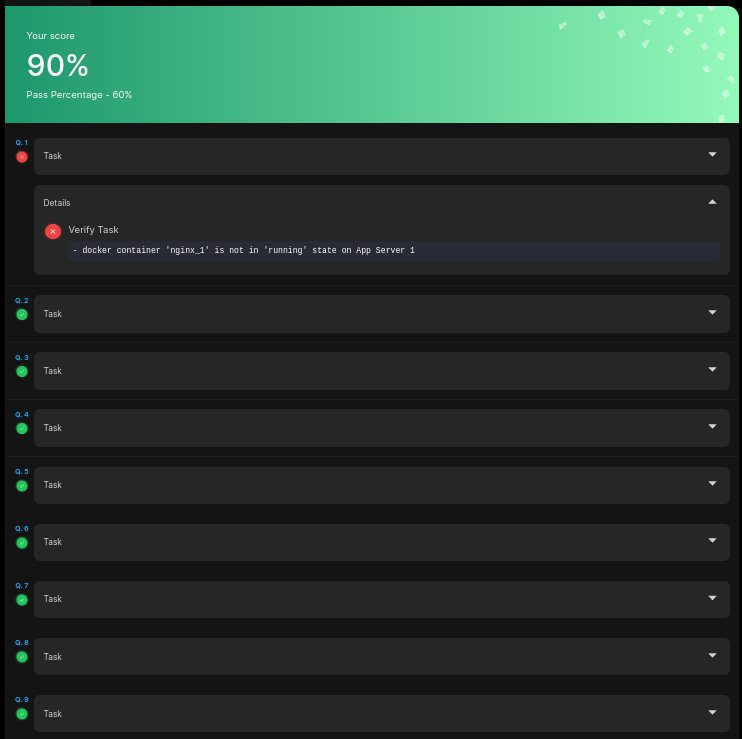 Your score
90%
Pass Percentage - 60%
Q. 1
Task
Details
Verify Task
- docker container 'nginx_1' is not in 'running' state on App Server 1
Q. 2
Task
Q. 3
Task
Q. 4
Task
Q. 5
Task
Q. 6
Task
Q. 7
Task
Q. 8
Task
Q. 9
Task